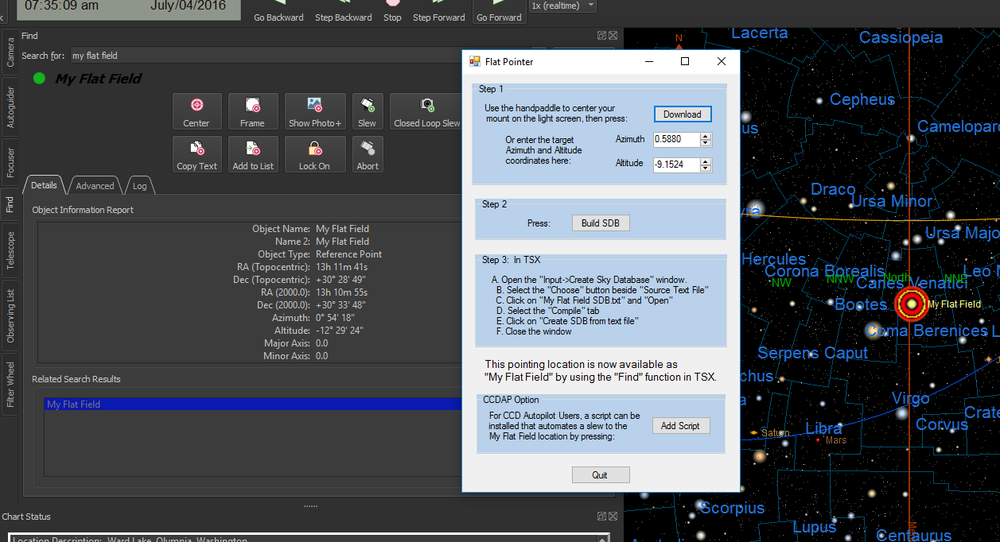 07:35:09 am
July/04/2016
Go Backward
Step Backward
Stop
Step Forward
Go Forward
1x (realtime)
Find
Search for: my flat field
My Flat Field
Center
Frame
Show Photo+
Slew
Closed Loop Slew
Copy Text
Add to List
Lock On
Abort
Camera
Autoguider
Focuser
Find
Telescope
Observing List
Filter Wheel
Details
Advanced
Log
Object Information Report
Object Name: My Flat Field
Name 2: My Flat Field
Object Type: Reference Point
RA (Topocentric): 13h 11m 41s
Dec (Topocentric): +30° 28' 49"
RA (2000.0): 13h 10m 55s
Dec (2000.0): +30° 33' 48"
Azimuth: 0° 54' 18"
Altitude: -12° 29' 24"
Major Axis: 0.0
Minor Axis: 0.0
Related Search Results
My Flat Field
Chart Status
Location Description: Ward Lake, Olympia, Washington
Flat Pointer
Step 1
Use the handpaddle to center your
mount on the light screen, then press:
Download
Or enter the target
Azimuth and Altitude
coordinates here:
Azimuth 0.5880
Altitude -9.1524
Step 2
Press:
Build SDB
Step 3: In TSX
A. Open the "Input->Create Sky Database" window.
B. Select the "Choose" button beside "Source Text File"
C. Click on "My Flat Field SDB.txt" and "Open"
D. Select the "Compile" tab
E. Click on "Create SDB from text file"
F. Close the window
This pointing location is now available as
"My Flat Field" by using the "Find" function in TSX.
CCDAP Option
For CCD Autopilot Users, a script can be
installed that automates a slew to the
My Flat Field location by pressing:
Add Script
Quit
N
Lacerta
Cassiopeia
Cepheus
us
Camelopard
Draco
Ursa Minor
yra
Ursa Majo
Hercules
Corona Borealis
Leo M
NW
NNW
North
NNE
Canes Venatici
Bootes
My Flat Field
Coma Berenices
L
Serpens Caput
chus
Virgo
Crate
Corvus
Saturn
Libra
Mars
Scorpius
Lupus
Centaurus